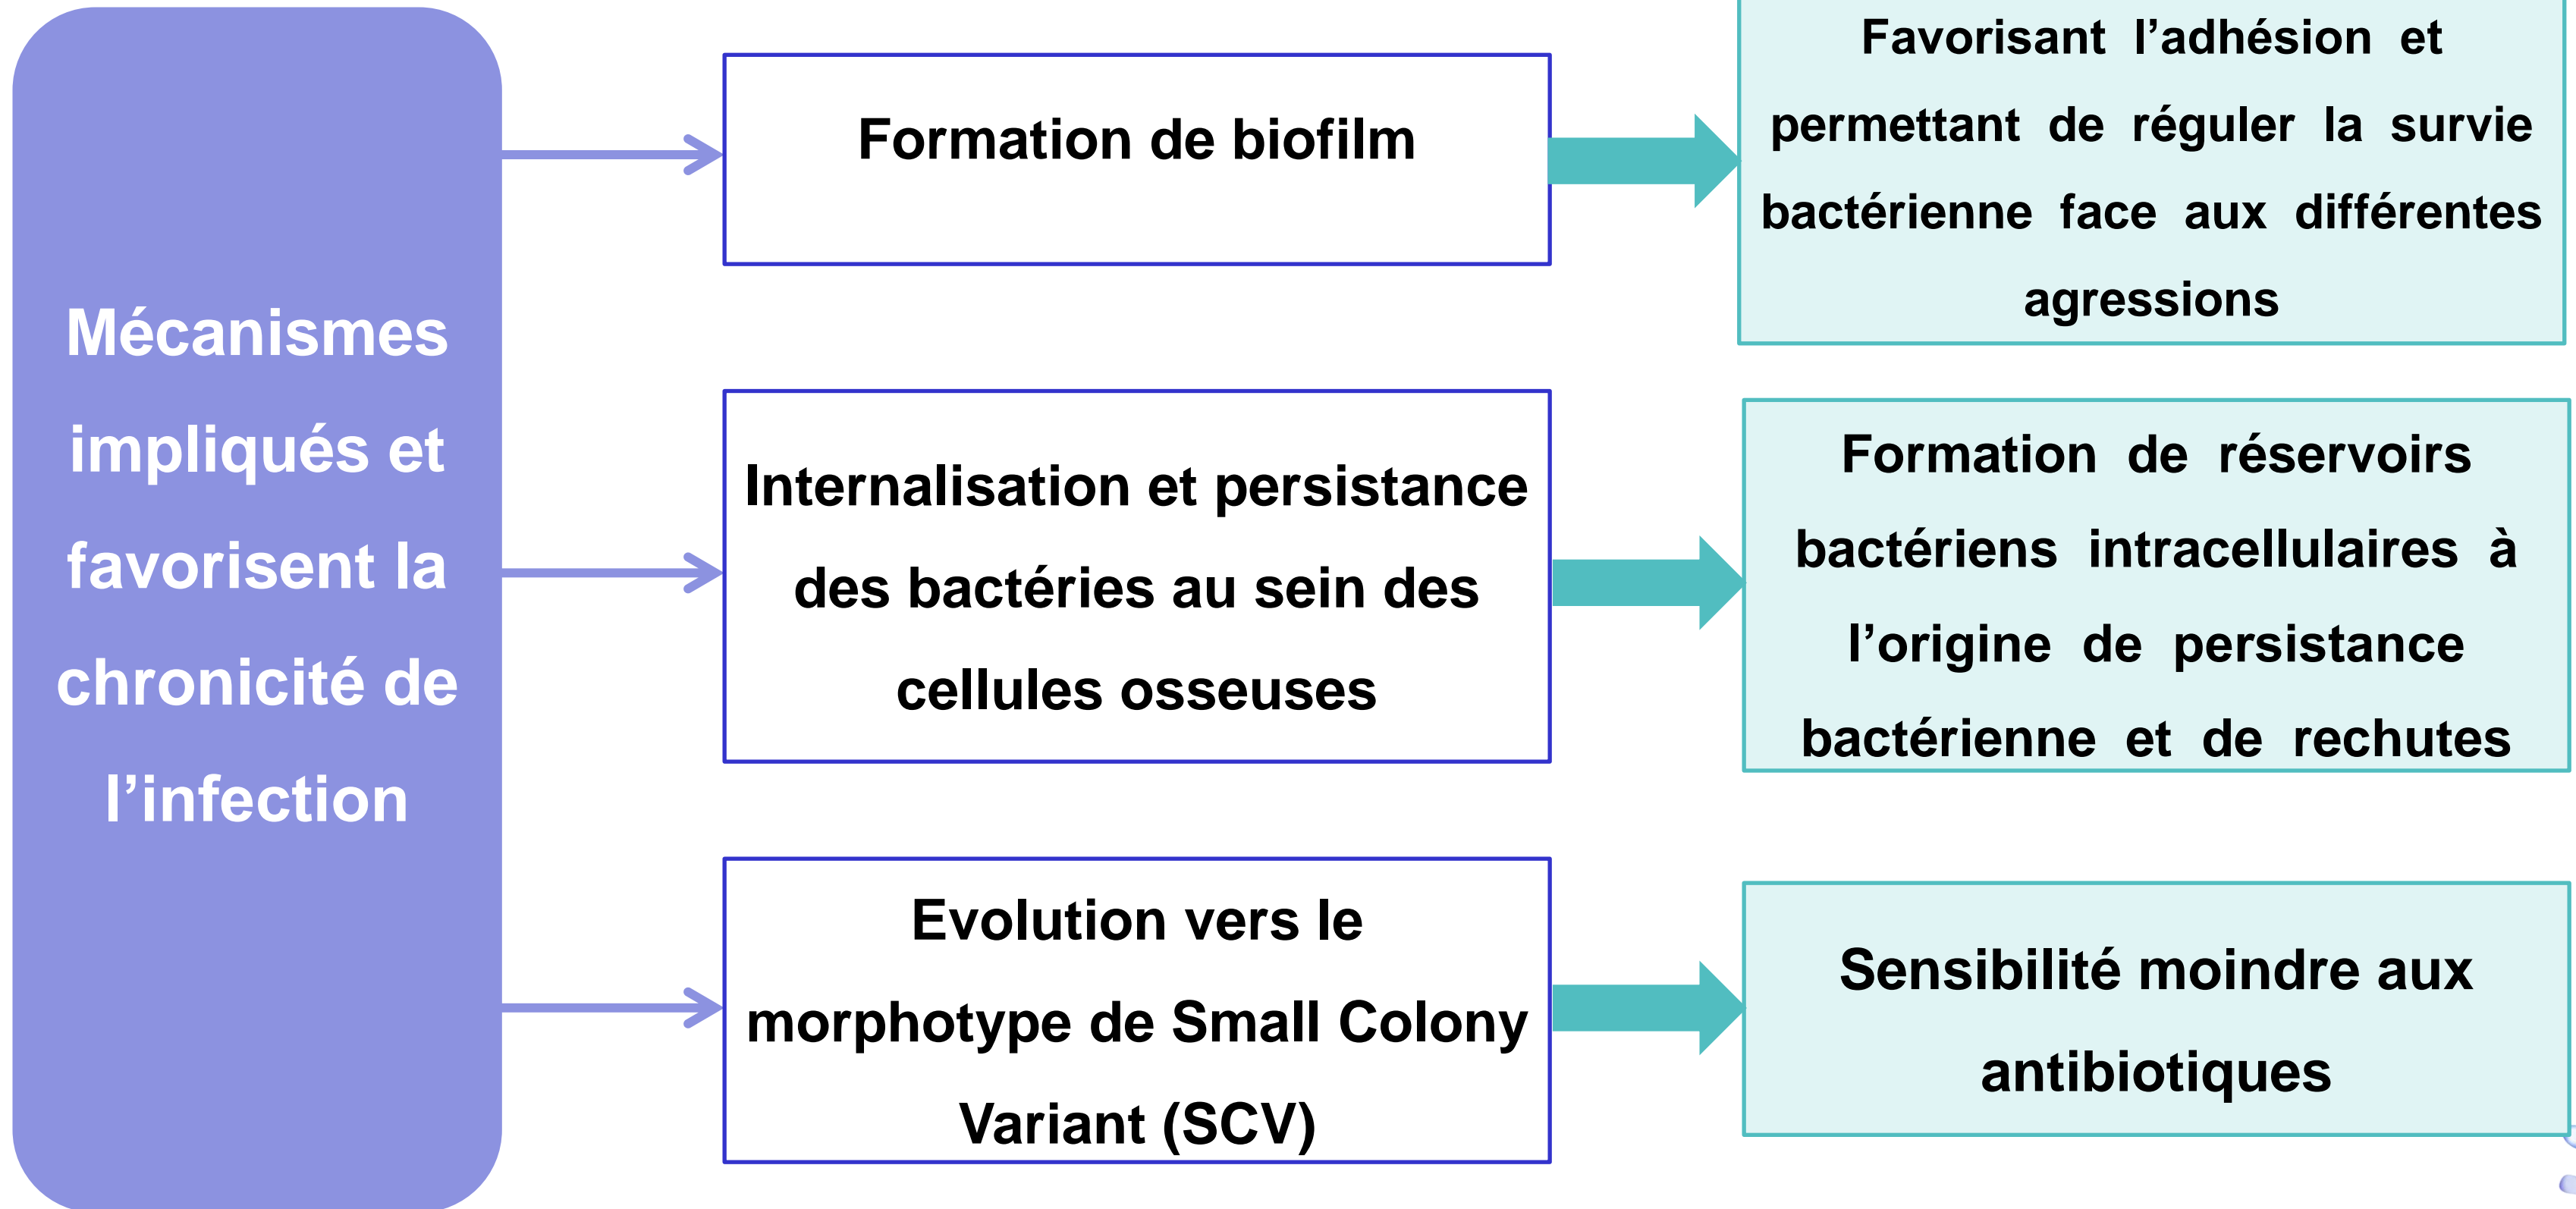 Mécanismes
impliqués et
favorisent la
chronicité de
l’infection
Formation de biofilm
Favorisant l’adhésion et
permettant de réguler la survie
bactérienne face aux différentes
agressions
Internalisation et persistance
des bactéries au sein des
cellules osseuses
Formation de réservoirs
bactériens intracellulaires à
l’origine de persistance
bactérienne et de rechutes
Evolution vers le
morphotype de Small Colony
Variant (SCV)
Sensibilité moindre aux
antibiotiques